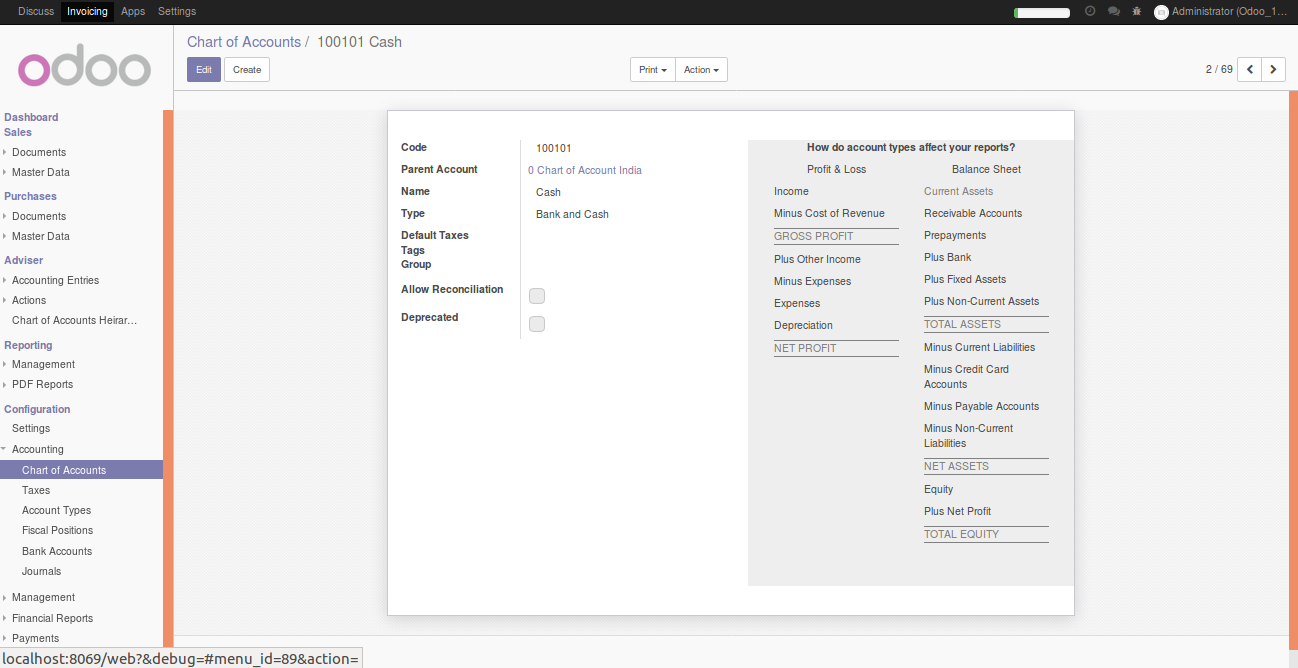 Discuss Invoicing Apps Settings Administrator (Odoo_1...
odoo
Chart of Accounts / 100101 Cash
Edit Create Print Action 2 / 69
Dashboard
Sales
Documents
Master Data
Purchases
Documents
Master Data
Adviser
Accounting Entries
Actions
Chart of Accounts Heirar...
Reporting
Management
PDF Reports
Configuration
Settings
Accounting
Chart of Accounts
Taxes
Account Types
Fiscal Positions
Bank Accounts
Journals
Management
Financial Reports
Payments
localhost:8069/web?&debug=#menu_id=89&action=
Code 100101
Parent Account 0 Chart of Account India
Name Cash
Type Bank and Cash
Default Taxes
Tags
Group
Allow Reconciliation
Deprecated
How do account types affect your reports?
Profit & Loss
Income
Minus Cost of Revenue
GROSS PROFIT
Plus Other Income
Minus Expenses
Expenses
Depreciation
NET PROFIT
Balance Sheet
Current Assets
Receivable Accounts
Prepayments
Plus Bank
Plus Fixed Assets
Plus Non-Current Assets
TOTAL ASSETS
Minus Current Liabilities
Minus Credit Card
Accounts
Minus Payable Accounts
Minus Non-Current
Liabilities
NET ASSETS
Equity
Plus Net Profit
TOTAL EQUITY